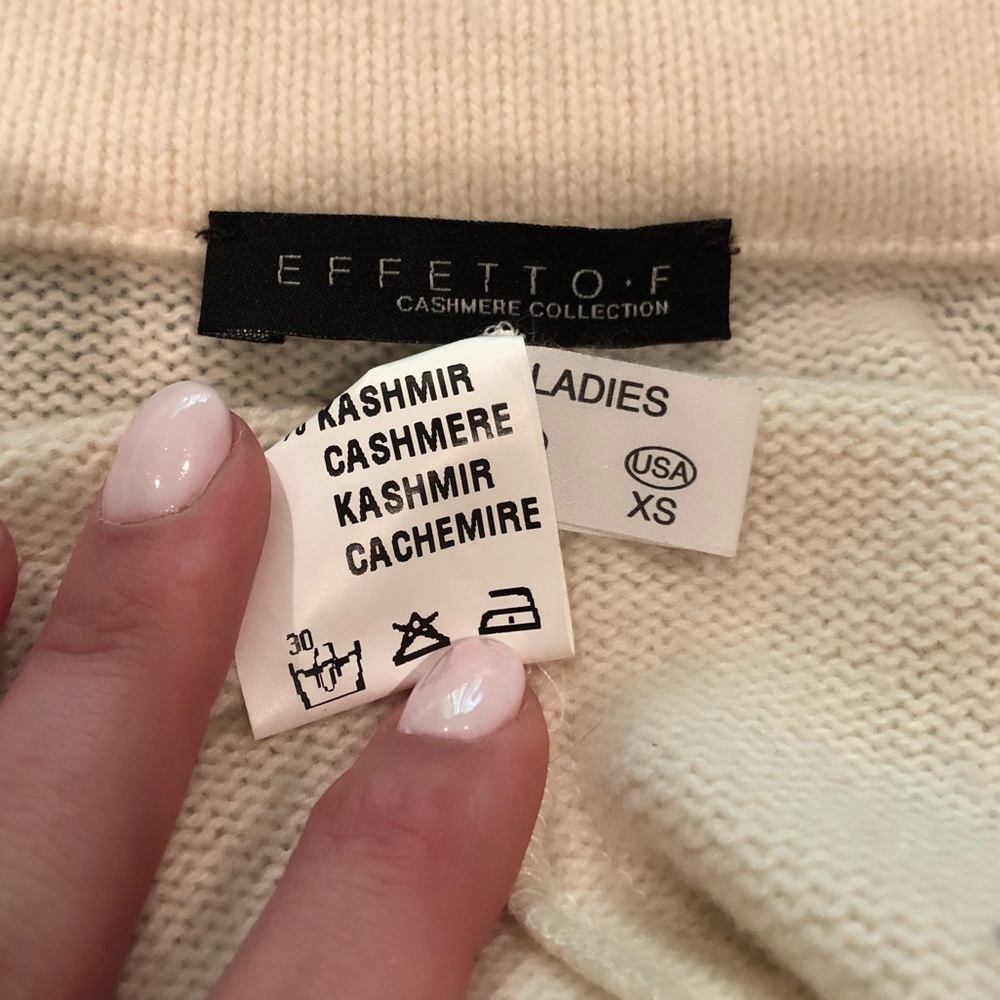 EFFETTO·F
CASHMERE COLLECTION
% KASHMIR
CASHMERE
KASHMIR
CACHEMIRE
30
LADIES
USA
XS